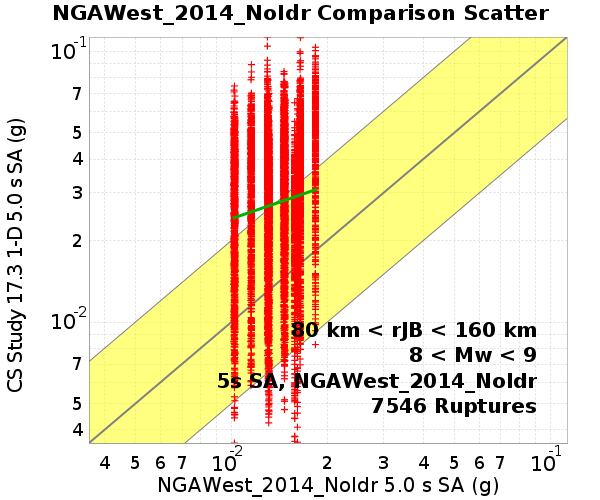 NGAWest_2014_NoIdr Comparison Scatter
10-1
7
5
4
3
2
10-2
7
5
4
CS Study 17.3 1-D 5.0 s SA (g)
80 km < rJB < 160 km
8 < Mw < 9
5s SA, NGAWest_2014_NoIdr
7546 Ruptures
4 5 6 7 10-2 2 3 4 5 6 7 10-1
NGAWest_2014_NoIdr 5.0 s SA (g)